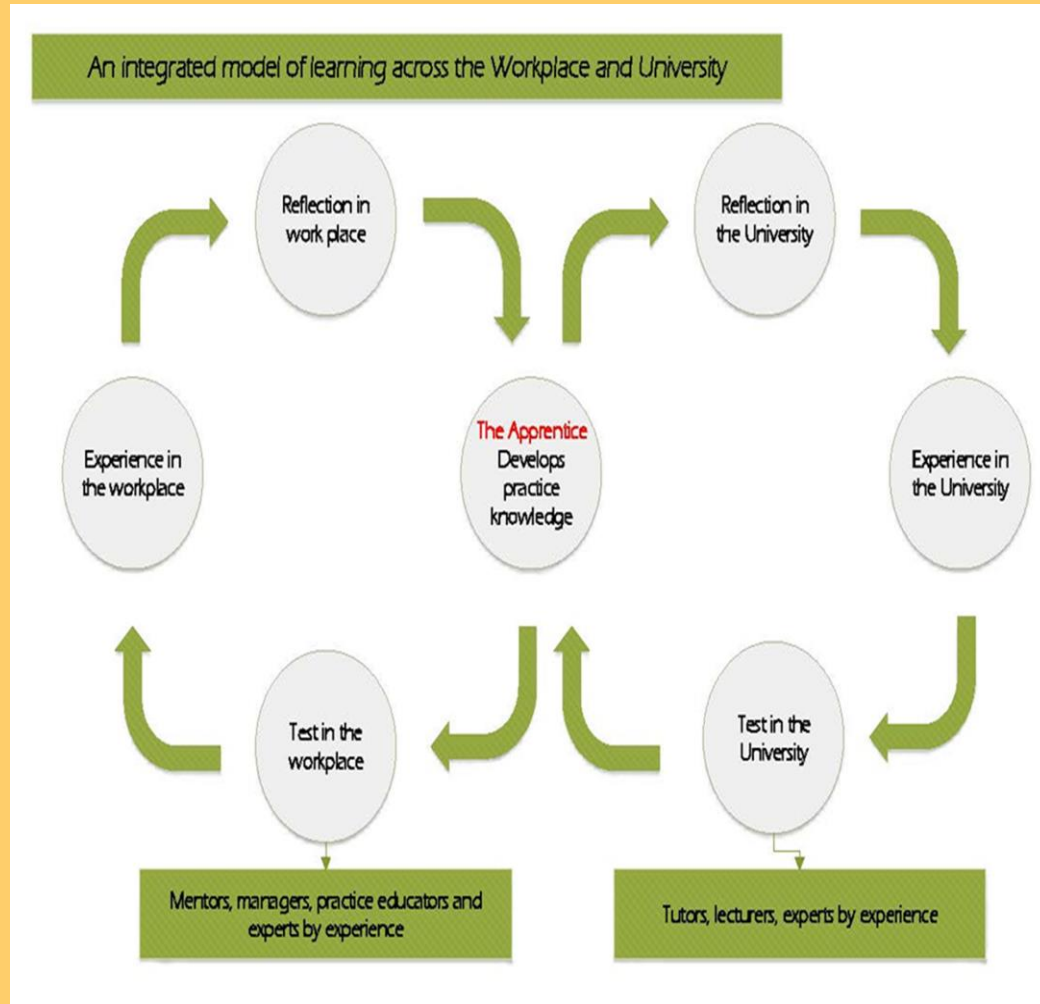 An integrated model of learning across the Workplace and University
Reflection in
work place
Reflection in
the University
Experience in
the workplace
The Apprentice
Develops
practice
knowledge
Experience in
the University
Test in the
workplace
Test in the
University
Mentors, managers, practice educators and
experts by experience
Tutors, lecturers, experts by experience